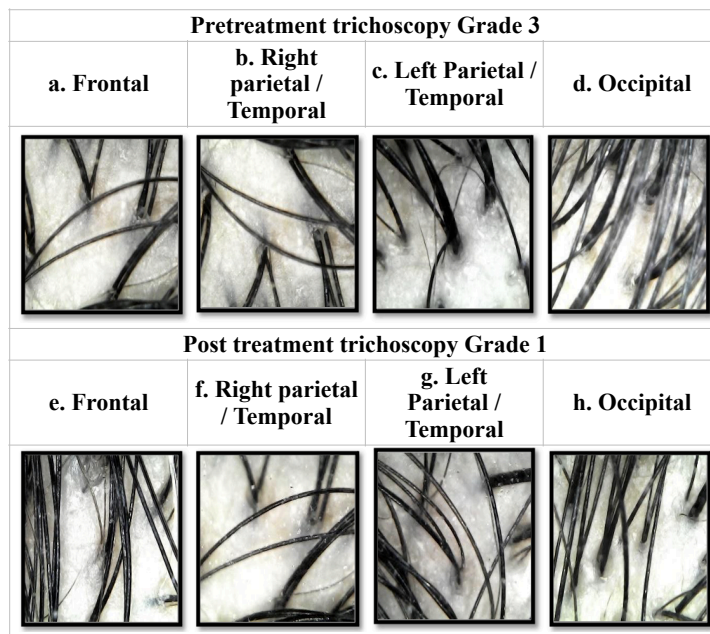 Pretreatment trichoscopy Grade 3
a. Frontal
b. Right
parietal /
Temporal
c. Left Parietal /
Temporal
d. Occipital
Post treatment trichoscopy Grade 1
e. Frontal
f. Right parietal
/ Temporal
g. Left
Parietal /
Temporal
h. Occipital